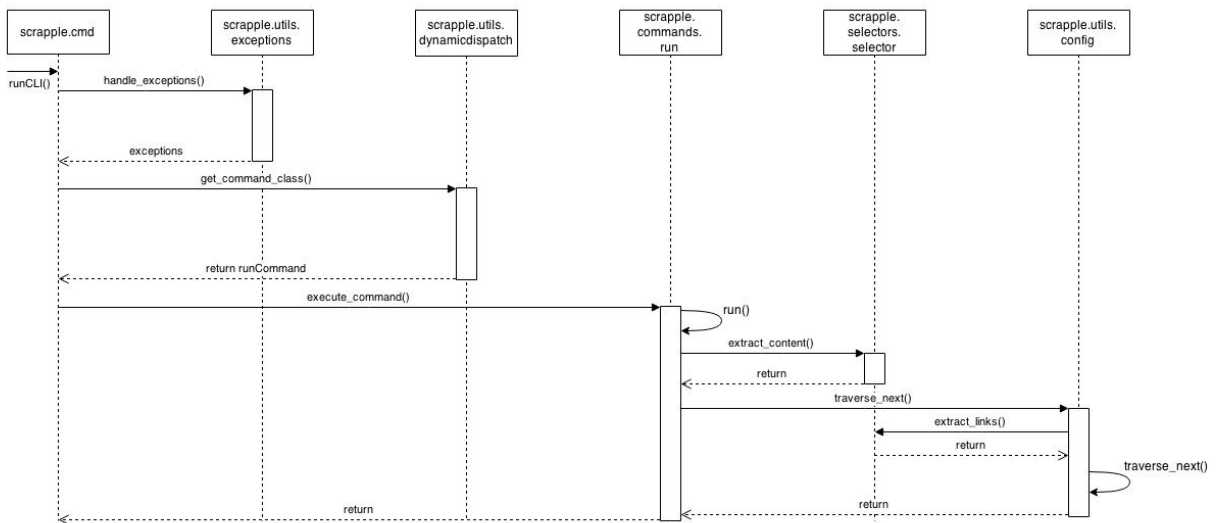 scrapple.cmd
scrapple.utils.
exceptions
scrapple.utils.
dynamicdispatch
scrapple.
commands.
run
scrapple.
selectors.
selector
scrapple.utils.
config
runCLI()
handle_exceptions()
exceptions
get_command_class()
return runCommand
execute_command()
run()
extract_content()
return
traverse_next()
extract_links()
return
traverse_next()
return
return